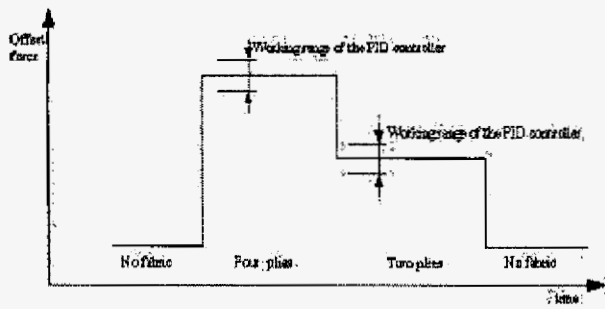 Offset
force
Working range of the PID controller
Working range of the PID controller
No fabric
Four plies
Two plies
No fabric
time